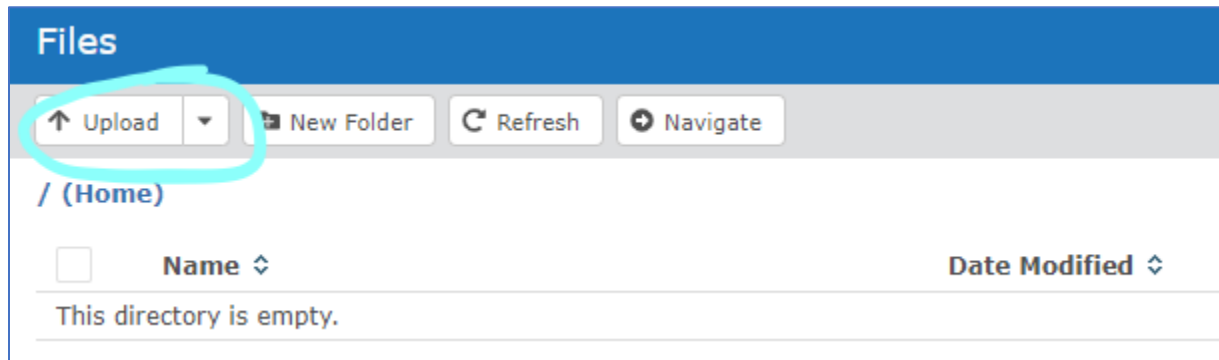 Files
Upload New Folder Refresh Navigate
/ (Home)
Name Date Modified
This directory is empty.